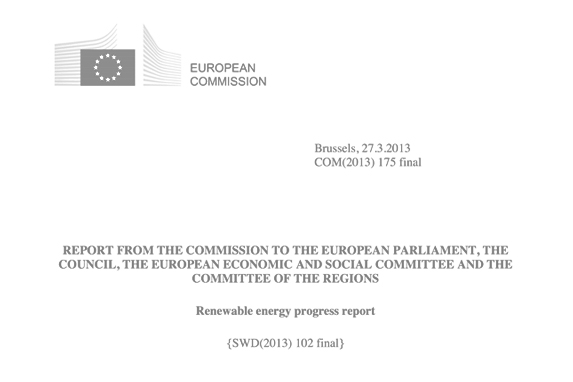 EUROPEAN
COMMISSION
Brussels, 27.3.2013
COM(2013) 175 final
REPORT FROM THE COMMISSION TO THE EUROPEAN PARLIAMENT, THE
COUNCIL, THE EUROPEAN ECONOMIC AND SOCIAL COMMITTEE AND THE
COMMITTEE OF THE REGIONS
Renewable energy progress report
{SWD(2013) 102 final}